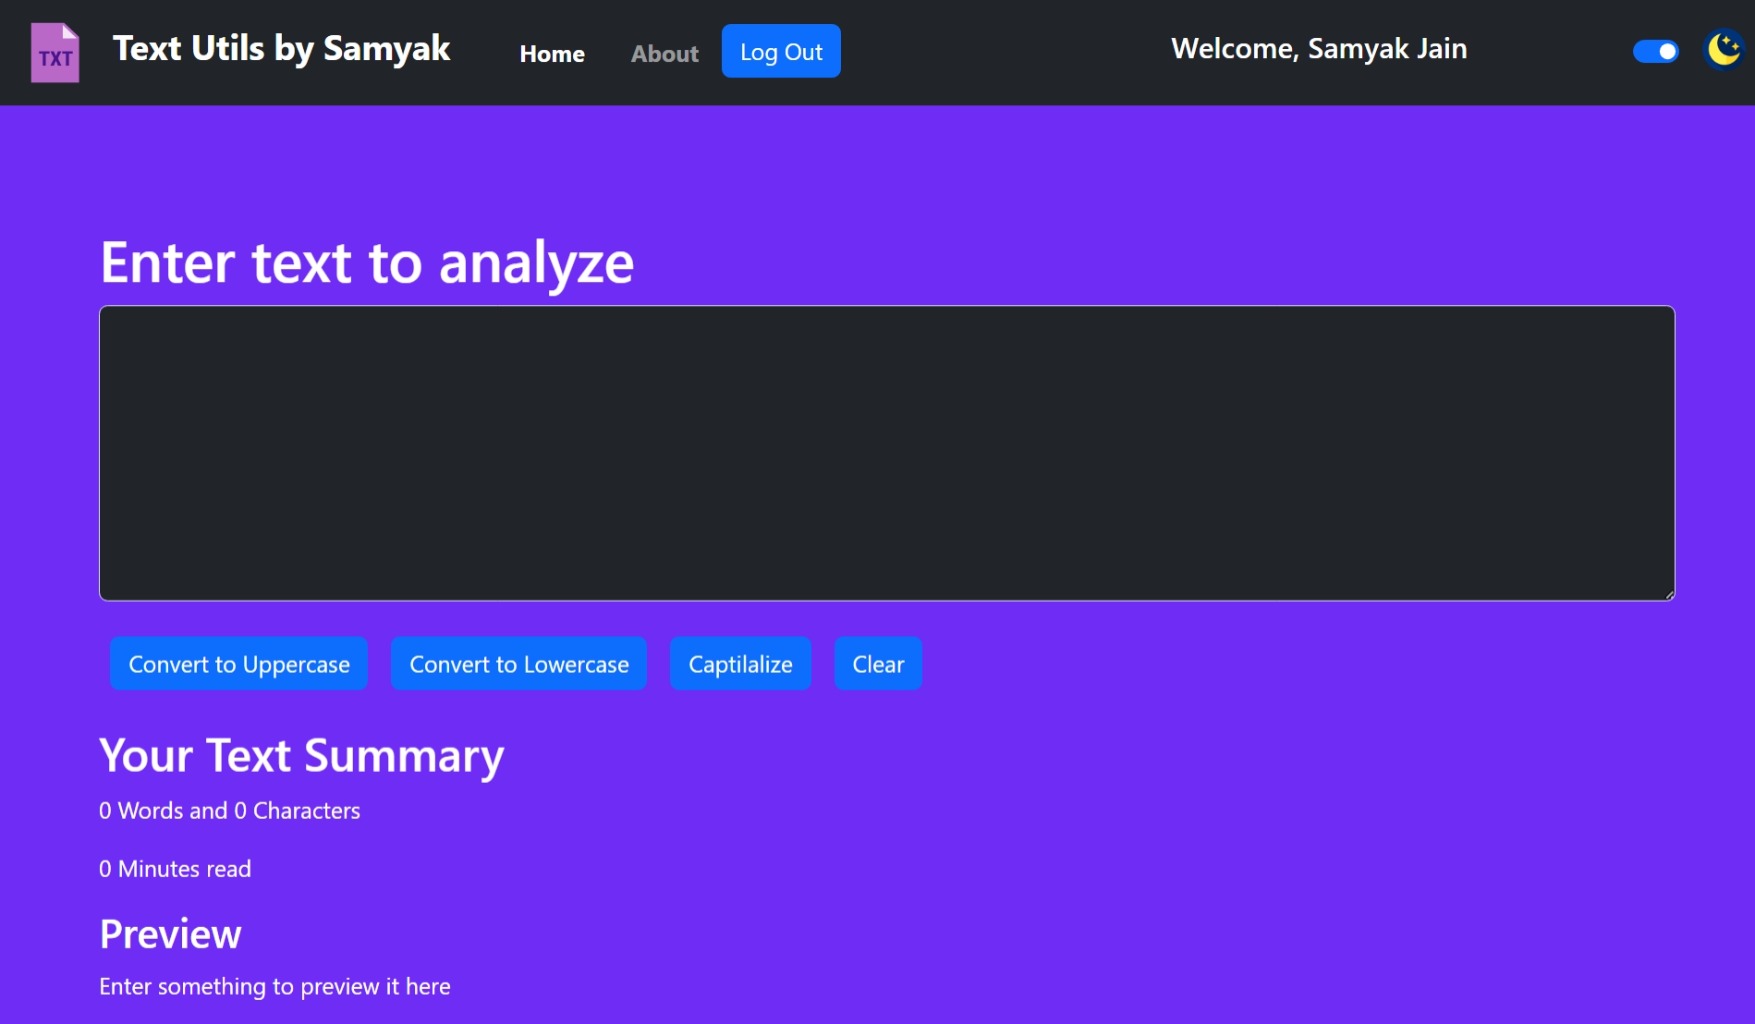 TXT Text Utils by Samyak Home About Log Out Welcome, Samyak Jain
Enter text to analyze
Convert to Uppercase Convert to Lowercase Captilalize Clear
Your Text Summary
0 Words and 0 Characters
0 Minutes read
Preview
Enter something to preview it here